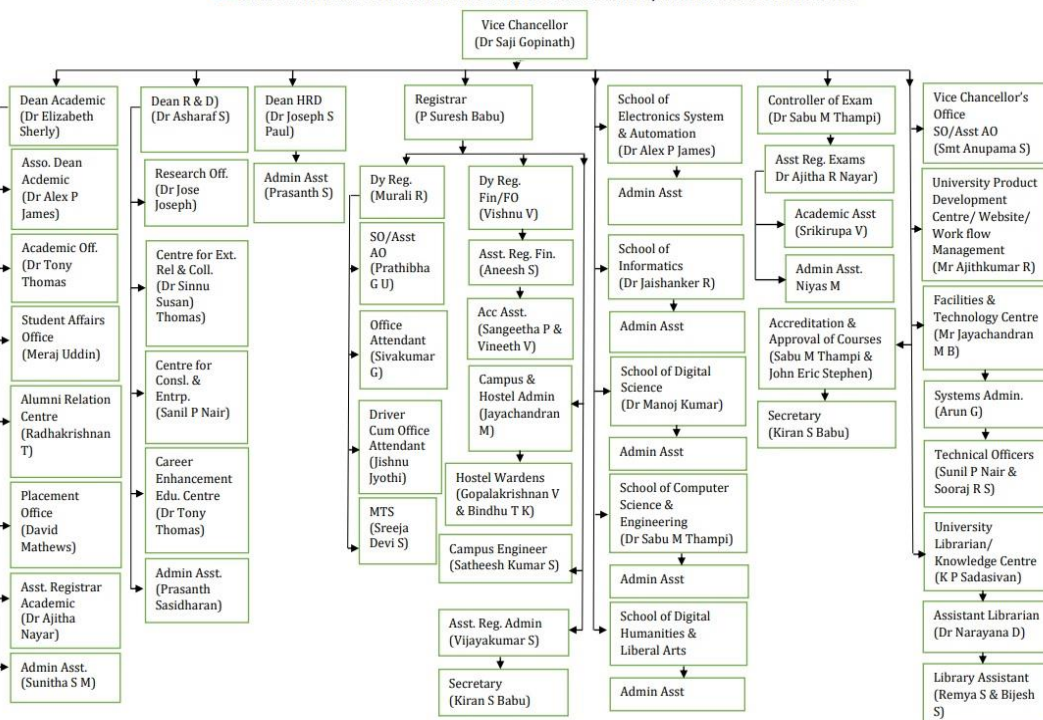 Vice Chancellor
(Dr Saji Gopinath)
Dean Academic
(Dr Elizabeth
Sherly)
Asso. Dean
Acdemic
(Dr Alex P
James)
Academic Off.
(Dr Tony
Thomas
Student Affairs
Office
(Meraj Uddin)
Alumni Relation
Centre
(Radhakrishnan
T)
Placement
Office
(David
Mathews)
Asst. Registrar
Academic
(Dr Ajitha
Nayar)
Admin Asst.
(Sunitha S M)
Dean R & D)
(Dr Asharaf S)
Research Off.
(Dr Jose
Joseph)
Centre for Ext.
Rel & Coll.
(Dr Sinnu
Susan)
Thomas)
Centre for
Consl. &
Entrp.
(Sanil P Nair)
Career
Enhancement
Edu. Centre
(Dr Tony
Thomas)
Admin Asst.
(Prasanth
Sasidharan)
Dean HRD
(Dr Joseph S
Paul)
Admin Asst
(Prasanth S)
Registrar
(P Suresh Babu)
Dy Reg.
(Murali R)
SO/Asst
AO
(Prathibha
G U)
Office
Attendant
(Sivakumar
G)
Driver
Cum Office
Attendant
(Jishnu
Jyothi)
MTS
(Sreeja
Devi S)
Dy Reg.
Fin/FO
(Vishnu V)
Asst. Reg. Fin.
(Aneesh S)
Acc Asst.
(Sangeetha P &
Vineeth V)
Campus &
Hostel Admin
(Jayachandran
M)
Hostel Wardens
(Gopalakrishnan V
& Bindhu T K)
Campus Engineer
(Satheesh Kumar S)
Asst. Reg. Admin
(Vijayakumar S)
Secretary
(Kiran S Babu)
School of
Electronics System
& Automation
(Dr Alex P James)
Admin Asst
School of
Informatics
(Dr Jaishanker R)
Admin Asst
School of Digital
Science
(Dr Manoj Kumar)
Admin Asst
School of Computer
Science &
Engineering
(Dr Sabu M Thampi)
Admin Asst
School of Digital
Humanities &
Liberal Arts
Admin Asst
Controller of Exam
(Dr Sabu M Thampi)
Asst Reg. Exams
Dr Ajitha R Nayar)
Academic Asst
(Srikirupa V)
Admin Asst.
Niyas M
Accreditation &
Approval of Courses
(Sabu M Thampi &
John Eric Stephen)
Secretary
(Kiran S Babu)
Vice Chancellor's
Office
SO/Asst AO
(Smt Anupama S)
University Product
Development
Centre/ Website/
Work flow
Management
(Mr Ajithkumar R)
Facilities &
Technology Centre
(Mr Jayachandran
M B)
Systems Admin.
(Arun G)
Technical Officers
(Sunil P Nair &
Sooraj R S)
University
Librarian/
Knowledge Centre
(K P Sadasivan)
Assistant Librarian
(Dr Narayana D)
Library Assistant
(Remya S & Bijesh
S)